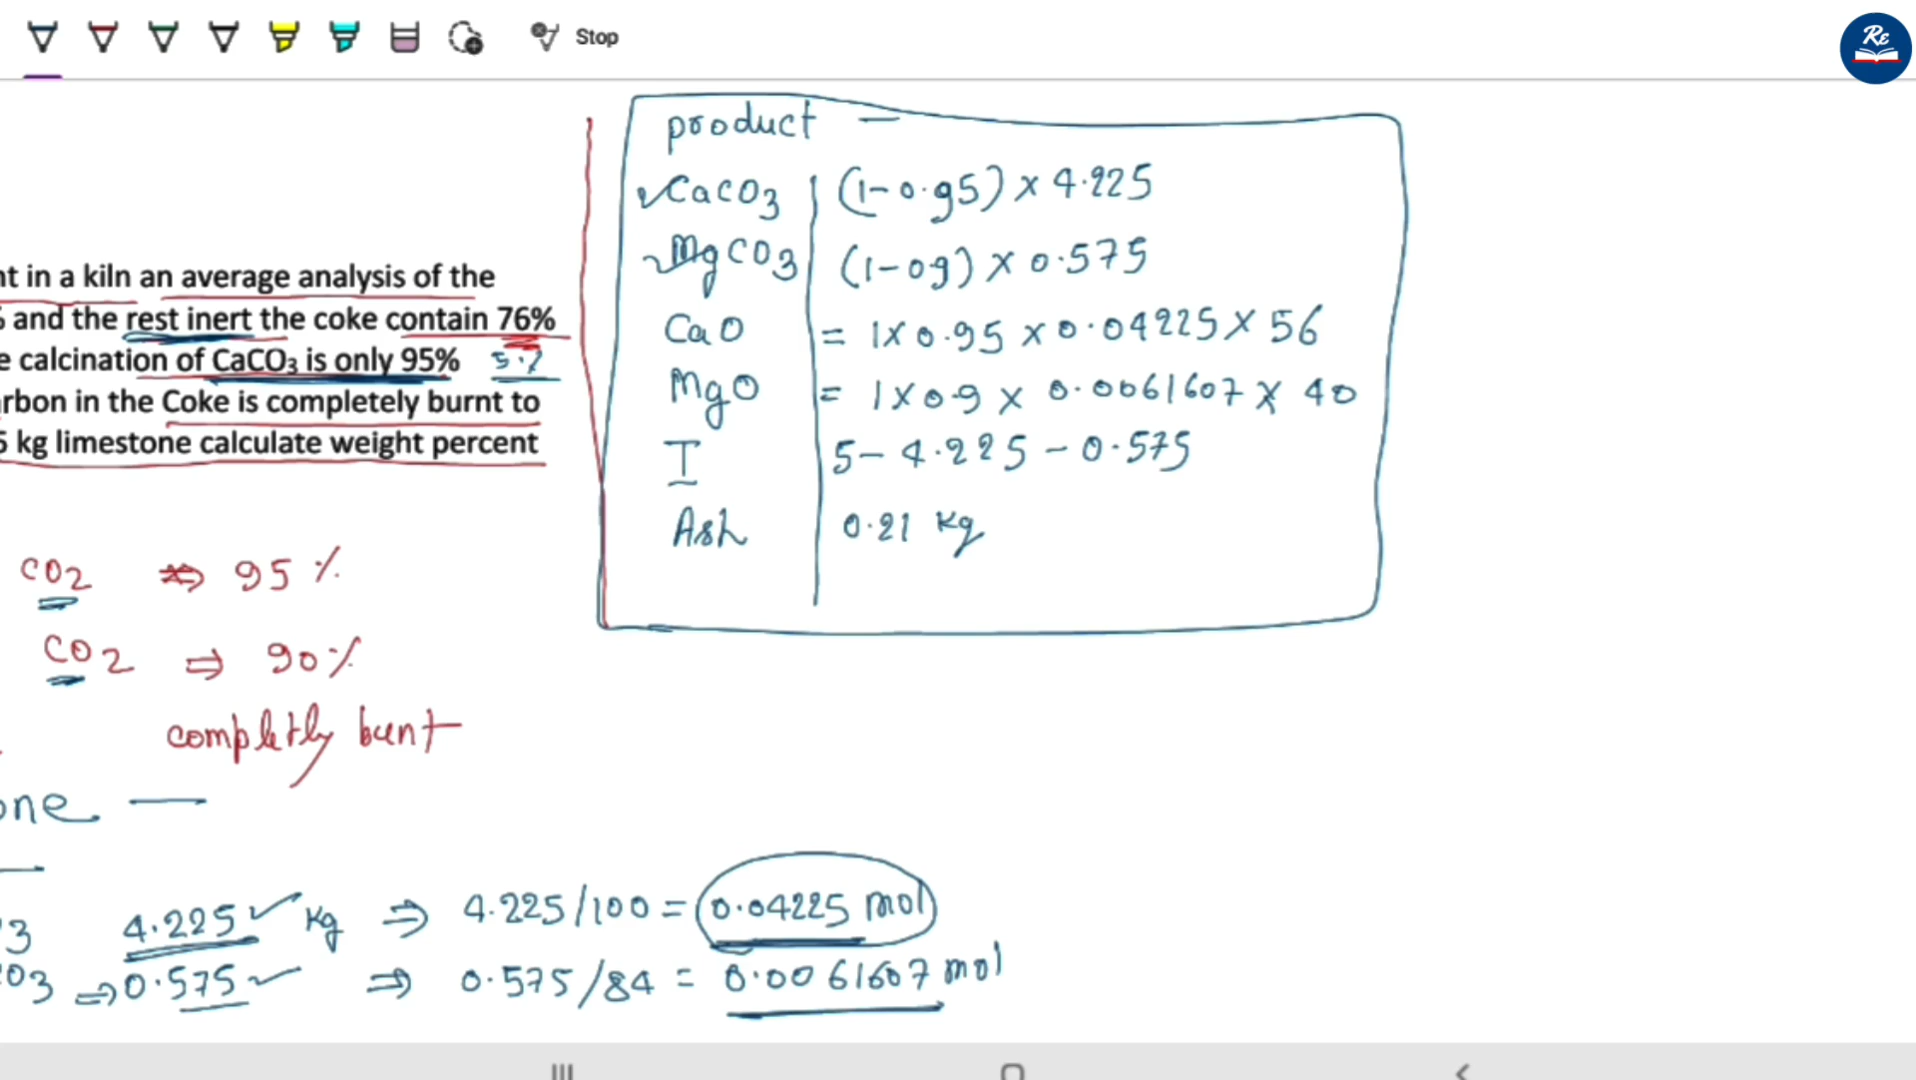 Stop
Rε
product —
CaCO3 (1-0.95) × 4.225
MgCO3 (1-09) × 0.575
CaO = 1×0.95 ×0.04225× 56
MgO = 1×0.9 × 0.0061607 × 40
I 5-4.225-0.575
Ash 0.21 kg
nt in a kiln an average analysis of the
and the rest inert the coke contain 76%
e calcination of CaCO3 is only 95% 5%
rbon in the Coke is completely burnt to
5 kg limestone calculate weight percent
CO2 ⇒ 95 %
CO2 ⇒ 90%
completly burnt
one —
3 4.225 kg ⇒ 4.225/100 = 0.04225 mol
O3 ⇒ 0.575 ⇒ 0.575/84 = 0.0061607 mol